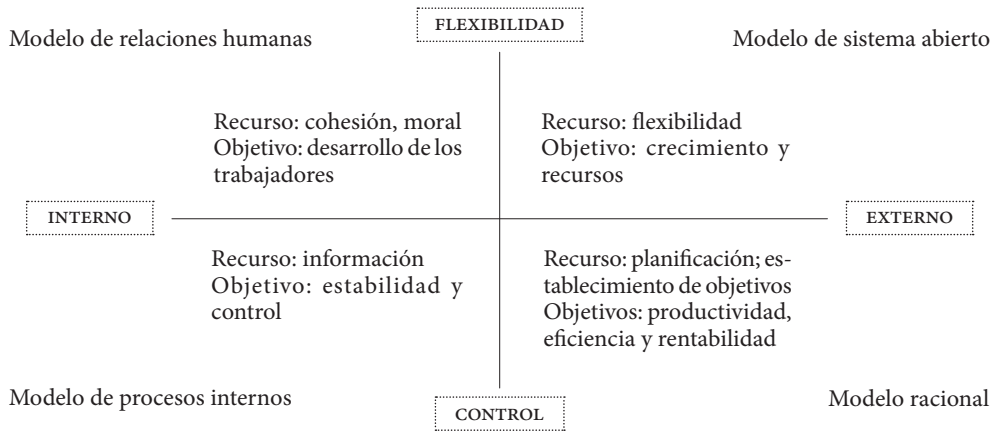 FLEXIBILIDAD
Modelo de relaciones humanas
Modelo de sistema abierto
Recurso: cohesión, moral
Objetivo: desarrollo de los
trabajadores
Recurso: flexibilidad
Objetivo: crecimiento y
recursos
INTERNO
EXTERNO
Recurso: información
Objetivo: estabilidad y
control
Recurso: planificación; es-
tablecimiento de objetivos
Objetivos: productividad,
eficiencia y rentabilidad
Modelo de procesos internos
Modelo racional
CONTROL